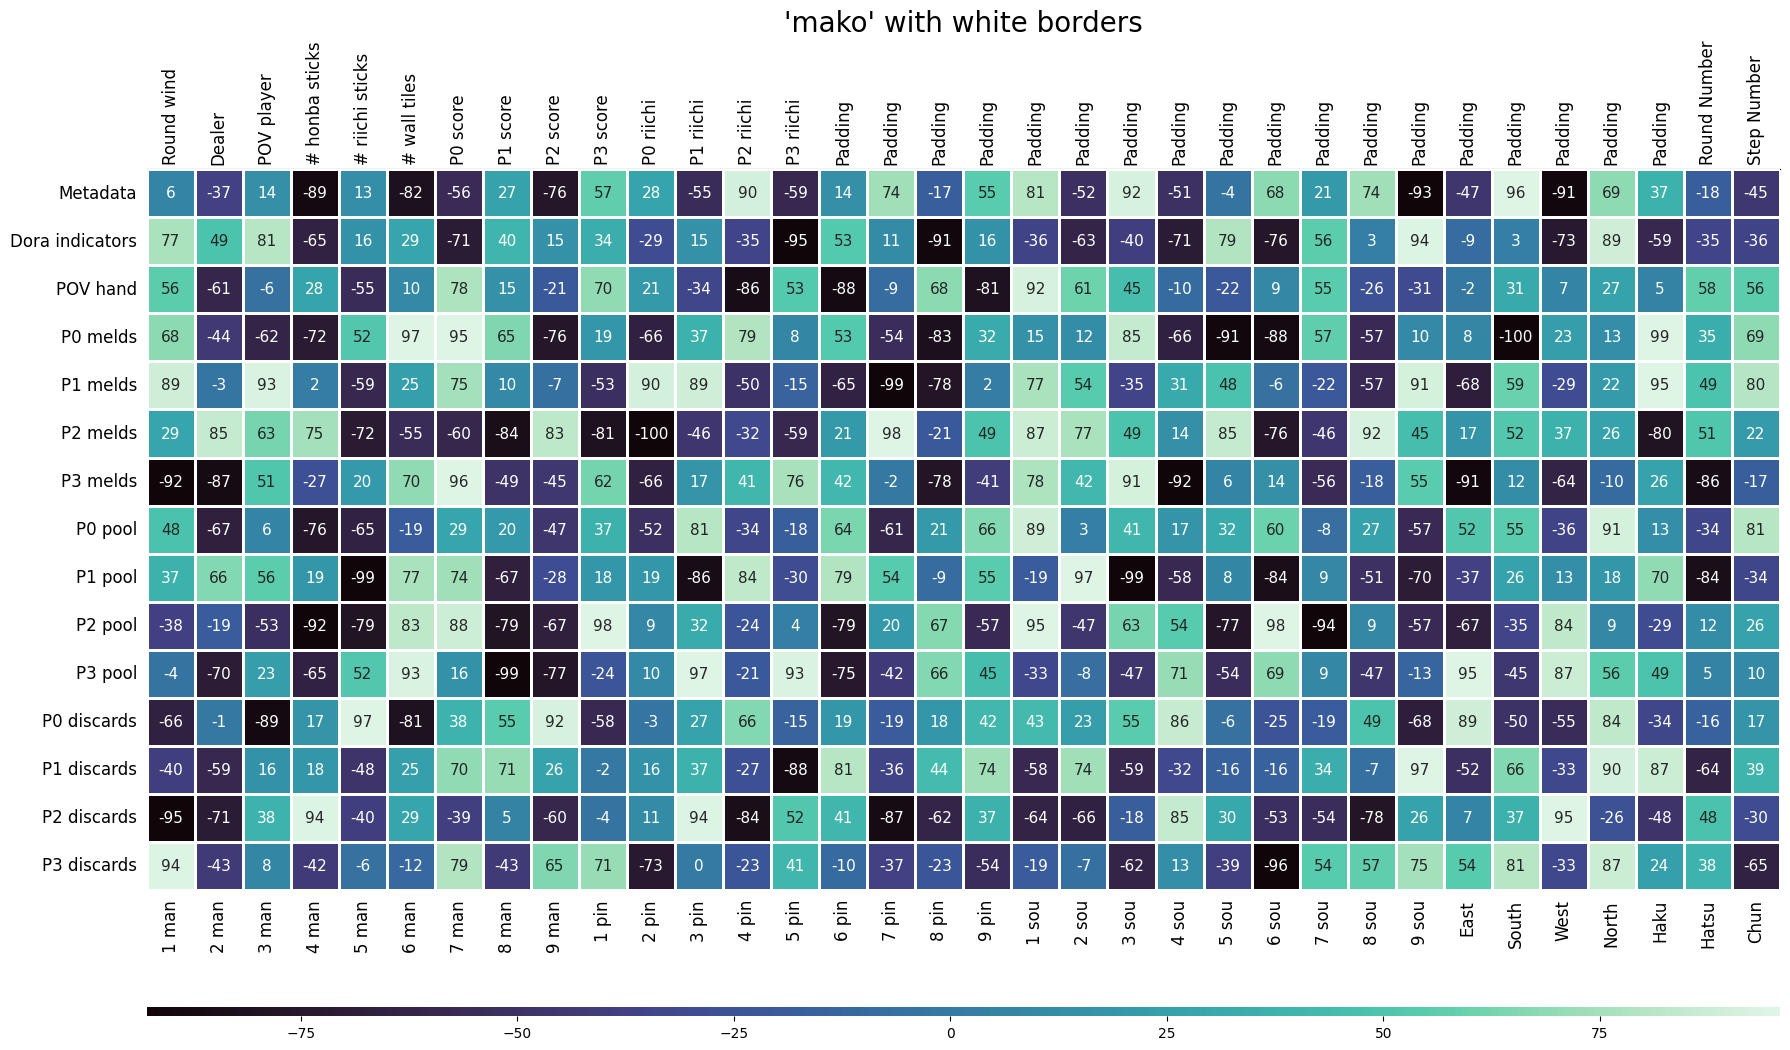 'mako' with white borders
Round wind Dealer POV player # honba sticks # riichi sticks # wall tiles P0 score P1 score P2 score P3 score P0 riichi P1 riichi P2 riichi P3 riichi Padding Padding Padding Padding Padding Padding Padding Padding Padding Padding Padding Padding Padding Padding Padding Padding Padding Padding Round Number Step Number
Metadata 6 -37 14 -89 13 -82 -56 27 -76 57 28 -55 90 -59 14 74 -17 55 81 -52 92 -51 -4 68 21 74 -93 -47 96 -91 69 37 -18 -45
Dora indicators 77 49 81 -65 16 29 -71 40 15 34 -29 15 -35 -95 53 11 -91 16 -36 -63 -40 -71 79 -76 56 3 94 -9 3 -73 89 -59 -35 -36
POV hand 56 -61 -6 28 -55 10 78 15 -21 70 21 -34 -86 53 -88 -9 68 -81 92 61 45 -10 -22 9 55 -26 -31 -2 31 7 27 5 58 56
P0 melds 68 -44 -62 -72 52 97 95 65 -76 19 -66 37 79 8 53 -54 -83 32 15 12 85 -66 -91 -88 57 -57 10 8 -100 23 13 99 35 69
P1 melds 89 -3 93 2 -59 25 75 10 -7 -53 90 89 -50 -15 -65 -99 -78 2 77 54 -35 31 48 -6 -22 -57 91 -68 59 -29 22 95 49 80
P2 melds 29 85 63 75 -72 -55 -60 -84 83 -81 -100 -46 -32 -59 21 98 -21 49 87 77 49 14 85 -76 -46 92 45 17 52 37 26 -80 51 22
P3 melds -92 -87 51 -27 20 70 96 -49 -45 62 -66 17 41 76 42 -2 -78 -41 78 42 91 -92 6 14 -56 -18 55 -91 12 -64 -10 26 -86 -17
P0 pool 48 -67 6 -76 -65 -19 29 20 -47 37 -52 81 -34 -18 64 -61 21 66 89 3 41 17 32 60 -8 27 -57 52 55 -36 91 13 -34 81
P1 pool 37 66 56 19 -99 77 74 -67 -28 18 19 -86 84 -30 79 54 -9 55 -19 97 -99 -58 8 -84 9 -51 -70 -37 26 13 18 70 -84 -34
P2 pool -38 -19 -53 -92 -79 83 88 -79 -67 98 9 32 -24 4 -79 20 67 -57 95 -47 63 54 -77 98 -94 9 -57 -67 -35 84 9 -29 12 26
P3 pool -4 -70 23 -65 52 93 16 -99 -77 -24 10 97 -21 93 -75 -42 66 45 -33 -8 -47 71 -54 69 9 -47 -13 95 -45 87 56 49 5 10
P0 discards -66 -1 -89 17 97 -81 38 55 92 -58 -3 27 66 -15 19 -19 18 42 43 23 55 86 -6 -25 -19 49 -68 89 -50 -55 84 -34 -16 17
P1 discards -40 -59 16 18 -48 25 70 71 26 -2 16 37 -27 -88 81 -36 44 74 -58 74 -59 -32 -16 -16 34 -7 97 -52 66 -33 90 87 -64 39
P2 discards -95 -71 38 94 -40 29 -39 5 -60 -4 11 94 -84 52 41 -87 -62 37 -64 -66 -18 85 30 -53 -54 -78 26 7 37 95 -26 -48 48 -30
P3 discards 94 -43 8 -42 -6 -12 79 -43 65 71 -73 0 -23 41 -10 -37 -23 -54 -19 -7 -62 13 -39 -96 54 57 75 54 81 -33 87 24 38 -65
1 man 2 man 3 man 4 man 5 man 6 man 7 man 8 man 9 man 1 pin 2 pin 3 pin 4 pin 5 pin 6 pin 7 pin 8 pin 9 pin 1 sou 2 sou 3 sou 4 sou 5 sou 6 sou 7 sou 8 sou 9 sou East South West North Haku Hatsu Chun
−75 −50 −25 0 25 50 75